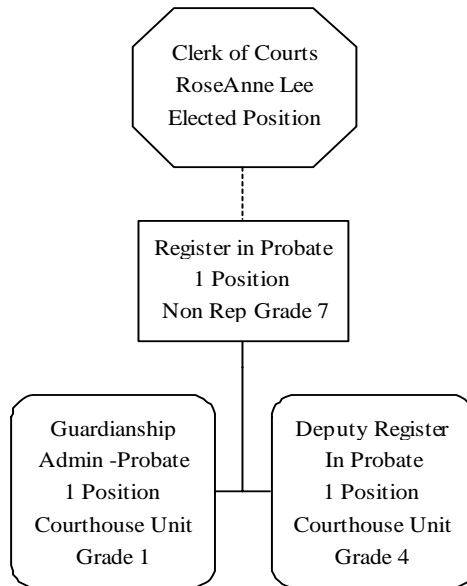 Clerk of Courts
RoseAnne Lee
Elected Position
Register in Probate
1 Position
Non Rep Grade 7
Guardianship
Admin -Probate
1 Position
Courthouse Unit
Grade 1
Deputy Register
In Probate
1 Position
Courthouse Unit
Grade 4